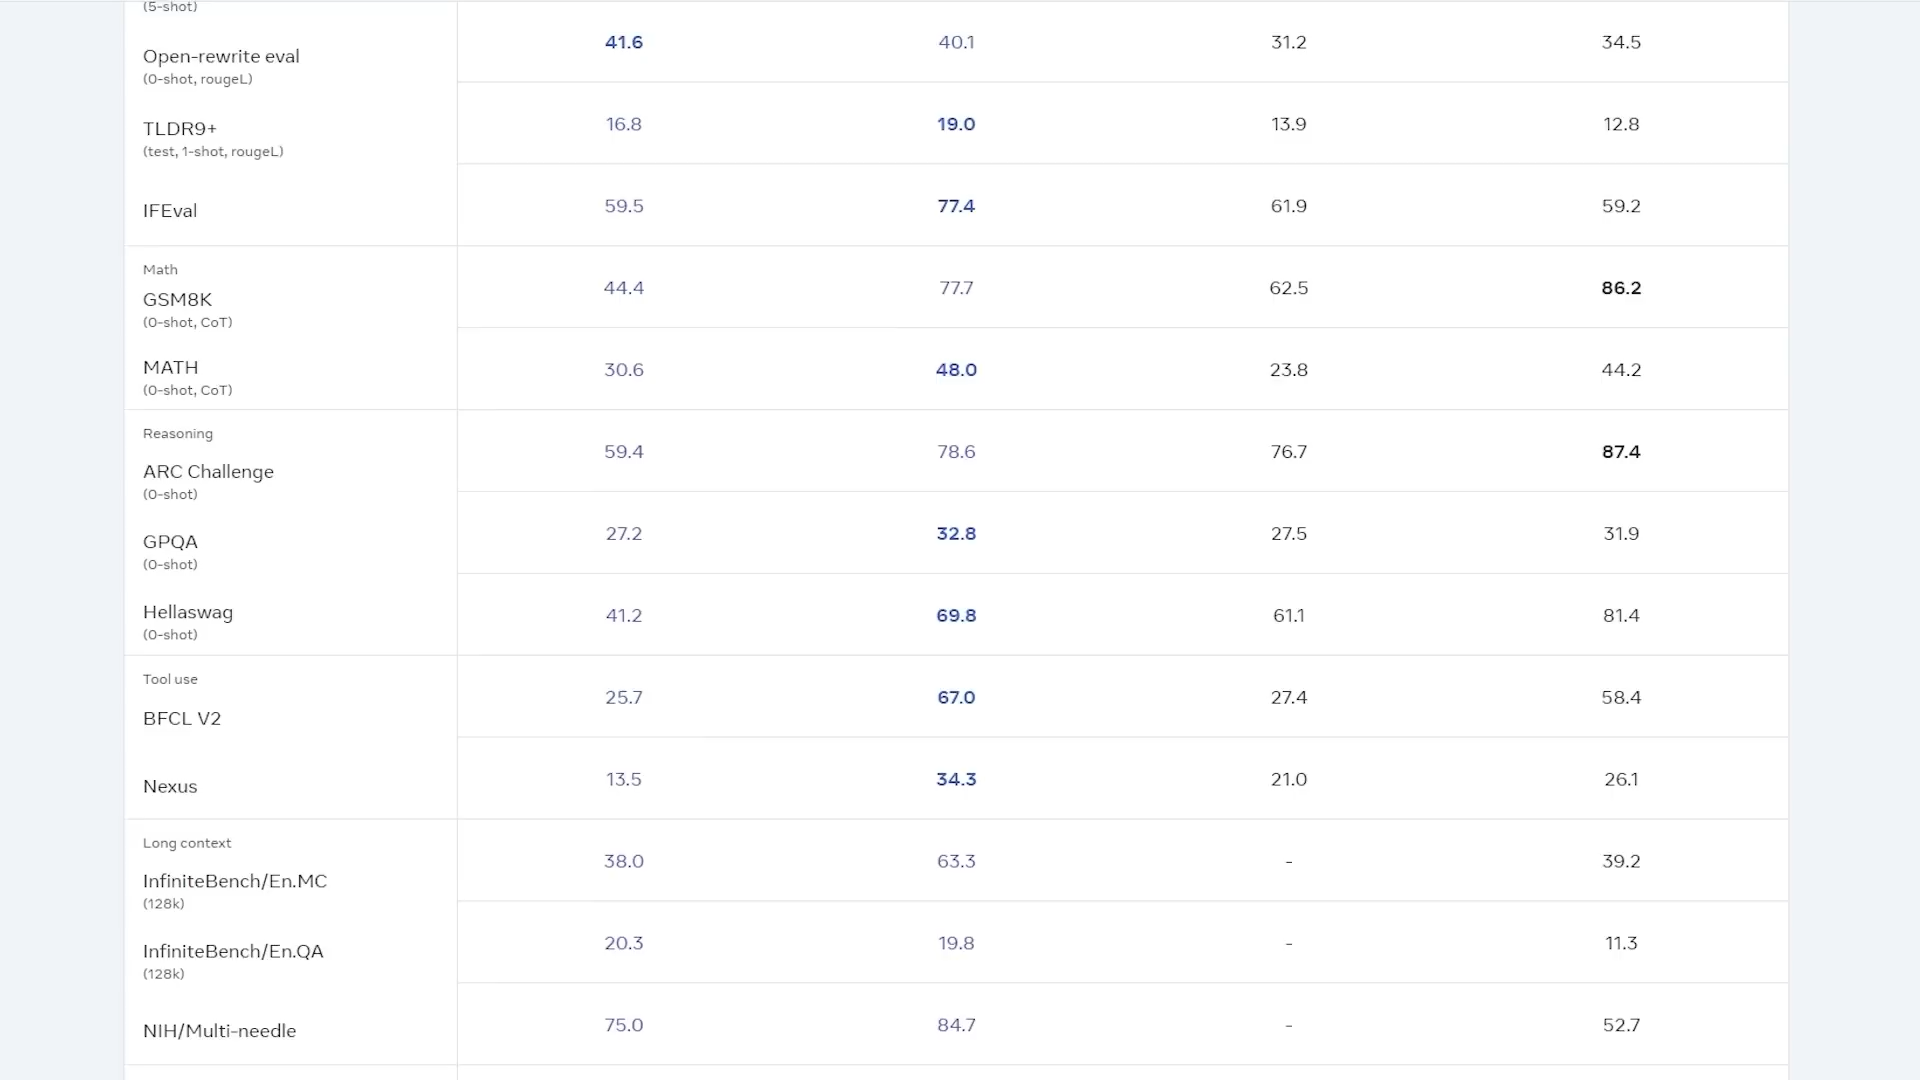 (5-shot)
Open-rewrite eval 41.6 40.1 31.2 34.5
(0-shot, rougeL)
TLDR9+ 16.8 19.0 13.9 12.8
(test, 1-shot, rougeL)
IFEval 59.5 77.4 61.9 59.2
Math
GSM8K 44.4 77.7 62.5 86.2
(0-shot, CoT)
MATH 30.6 48.0 23.8 44.2
(0-shot, CoT)
Reasoning
ARC Challenge 59.4 78.6 76.7 87.4
(0-shot)
GPQA 27.2 32.8 27.5 31.9
(0-shot)
Hellaswag 41.2 69.8 61.1 81.4
(0-shot)
Tool use
BFCL V2 25.7 67.0 27.4 58.4
Nexus 13.5 34.3 21.0 26.1
Long context
InfiniteBench/En.MC 38.0 63.3 - 39.2
(128k)
InfiniteBench/En.QA 20.3 19.8 - 11.3
(128k)
NIH/Multi-needle 75.0 84.7 - 52.7